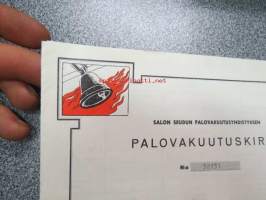 SALON SEUDUN PALOVAKUUTUSYHDISTYKSEN
PALOVAKUUTUSKIR
No